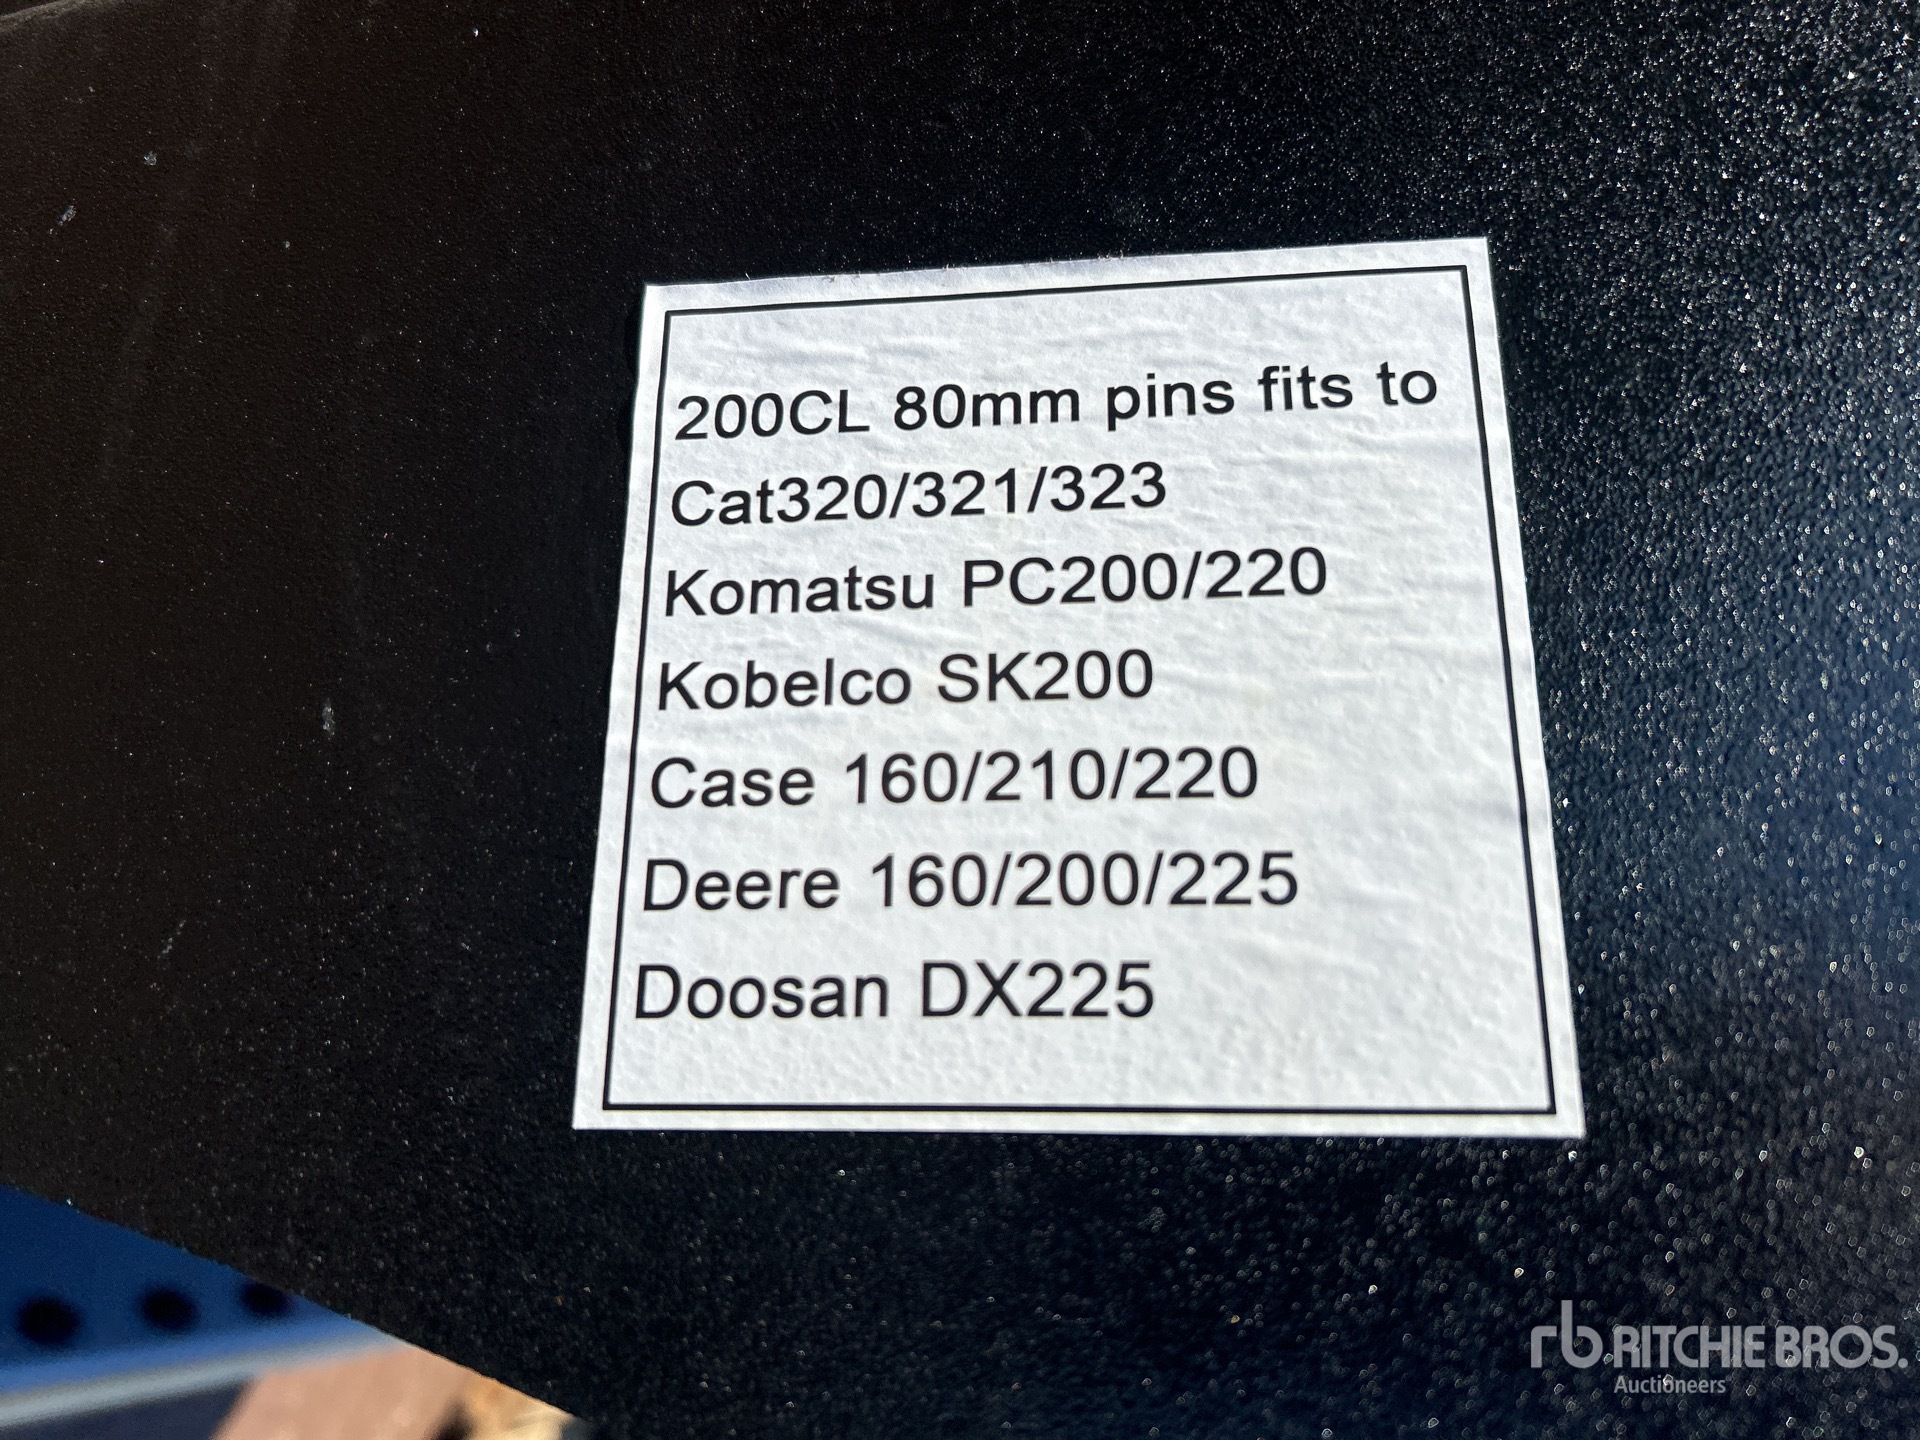 200CL 80mm pins fits to
Cat320/321/323
Komatsu PC200/220
Kobelco SK200
Case 160/210/220
Deere 160/200/225
Doosan DX225
rb RITCHIE BROS.
Auctioneers